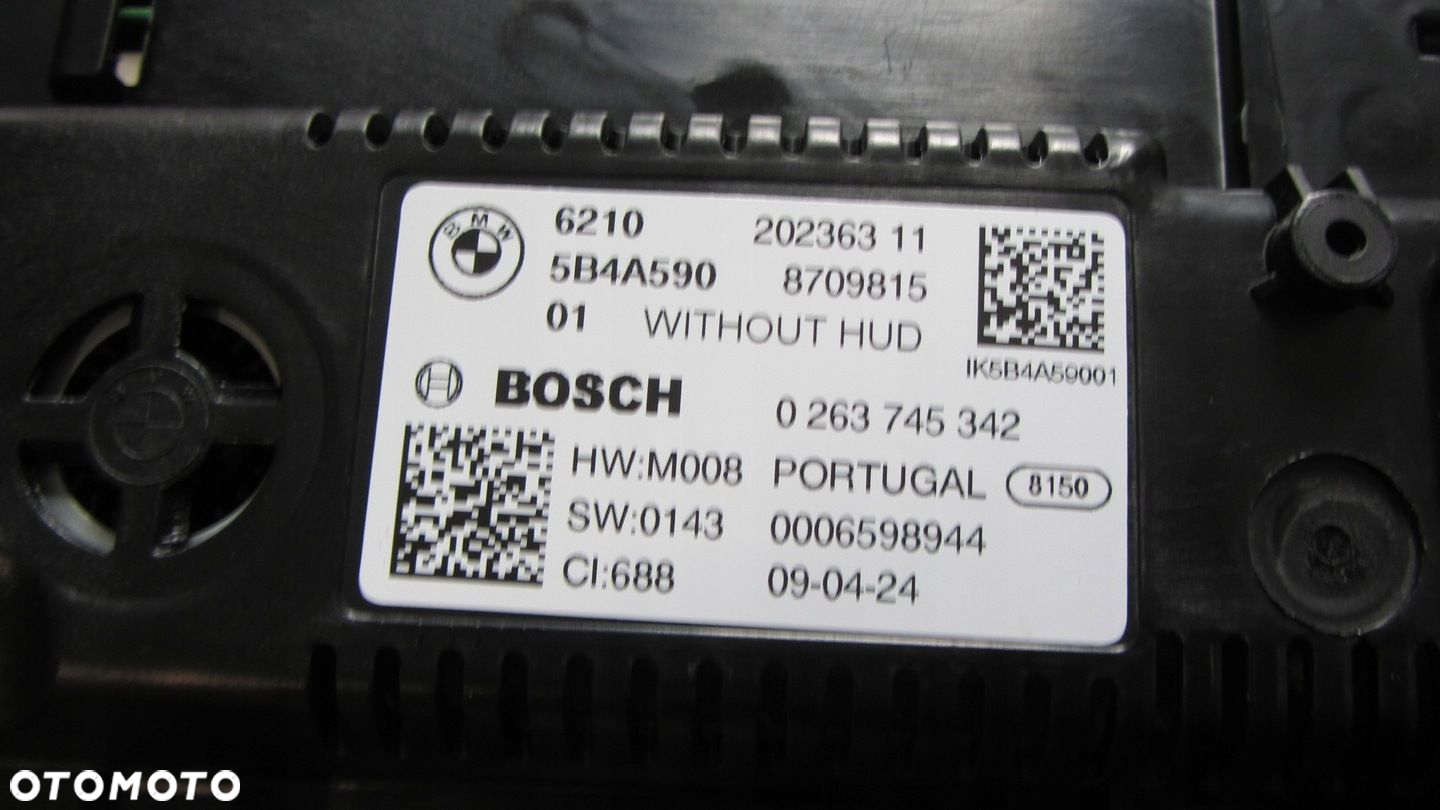 BMW
6210 202363 11
5B4A590 8709815
01 WITHOUT HUD
IK5B4A59001
BOSCH 0 263 745 342
HW:M008 PORTUGAL 8150
SW:0143 0006598944
CI:688 09-04-24
OTOMOTO